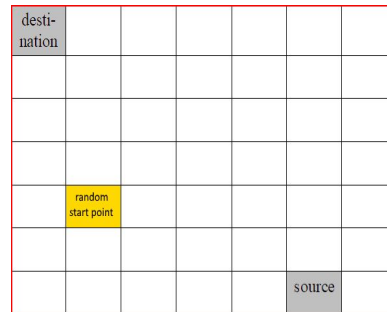 desti-
nation
random
start point
source